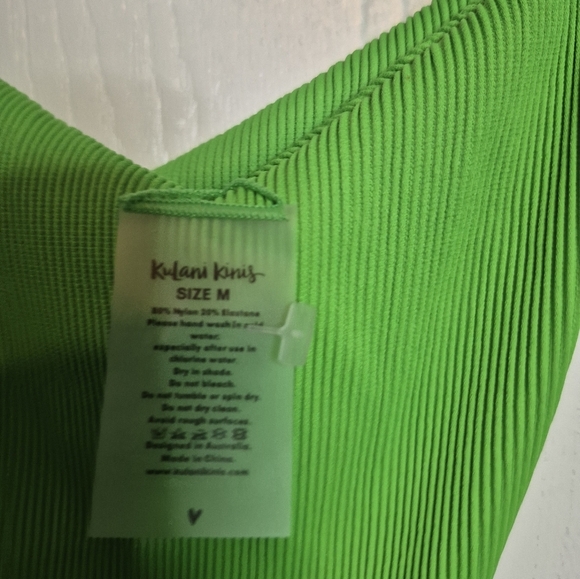 Kulani Kinis
SIZE M
80% Nylon 20% Elastane
Please hand wash in cold
water,
especially after use in
chlorine water.
Dry in shade.
Do not bleach.
Do not tumble or spin dry.
Do not dry clean.
Avoid rough surfaces.
Designed in Australia.
Made in China.
www.kulanikinis.com